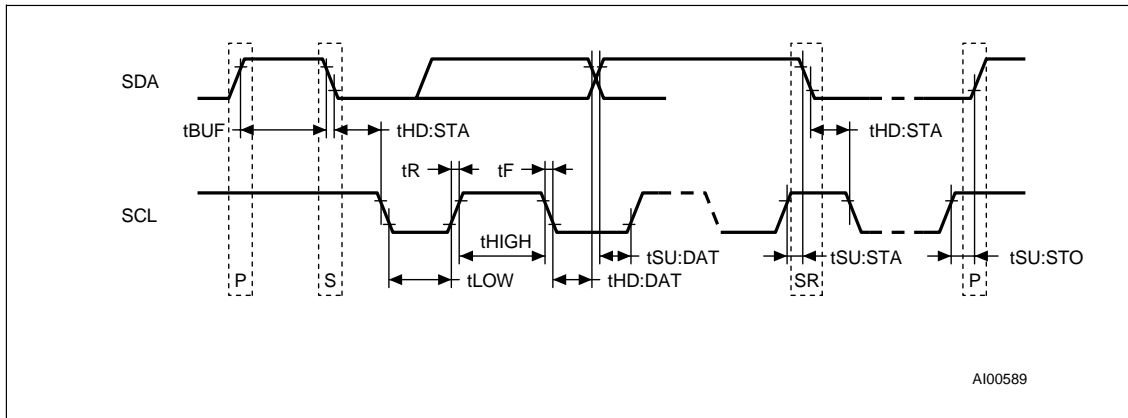 SDA
tBUF
tHD:STA
tHD:STA
tR
tF
SCL
tHIGH
tSU:DAT
tSU:STA
tSU:STO
tLOW
tHD:DAT
P
S
SR
P
AI00589